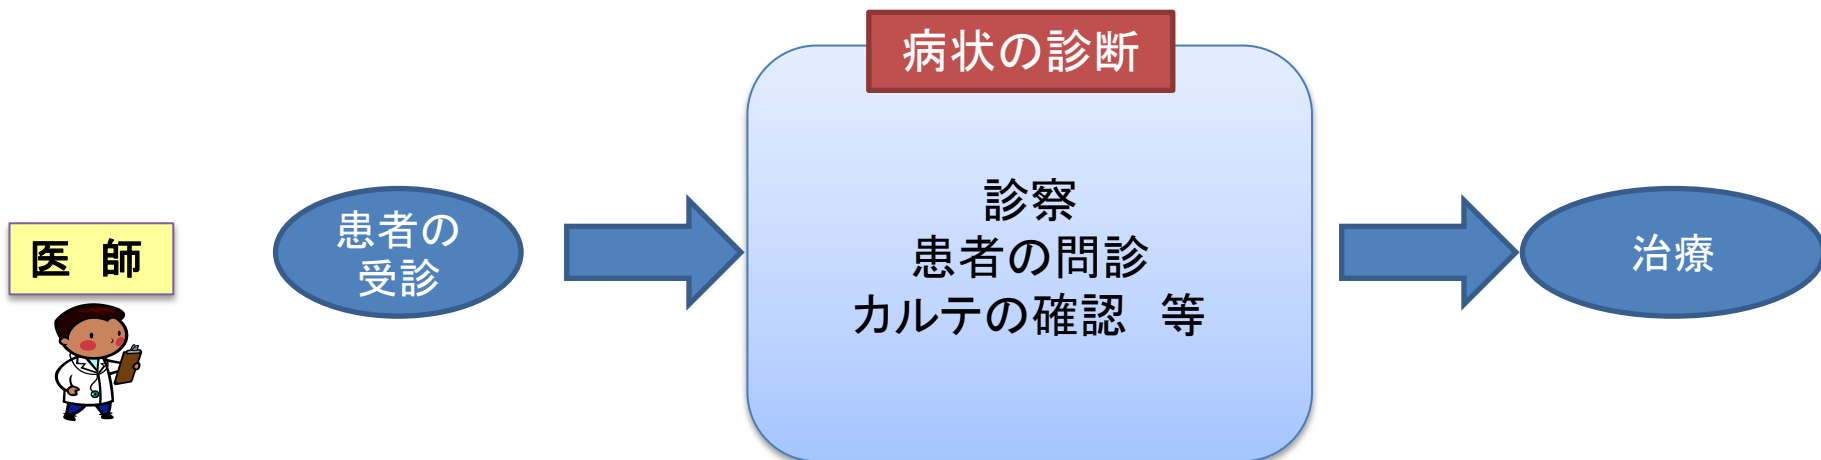 病状の診断
医　師
患者の
受診
診察
患者の問診
カルテの確認　等
治療